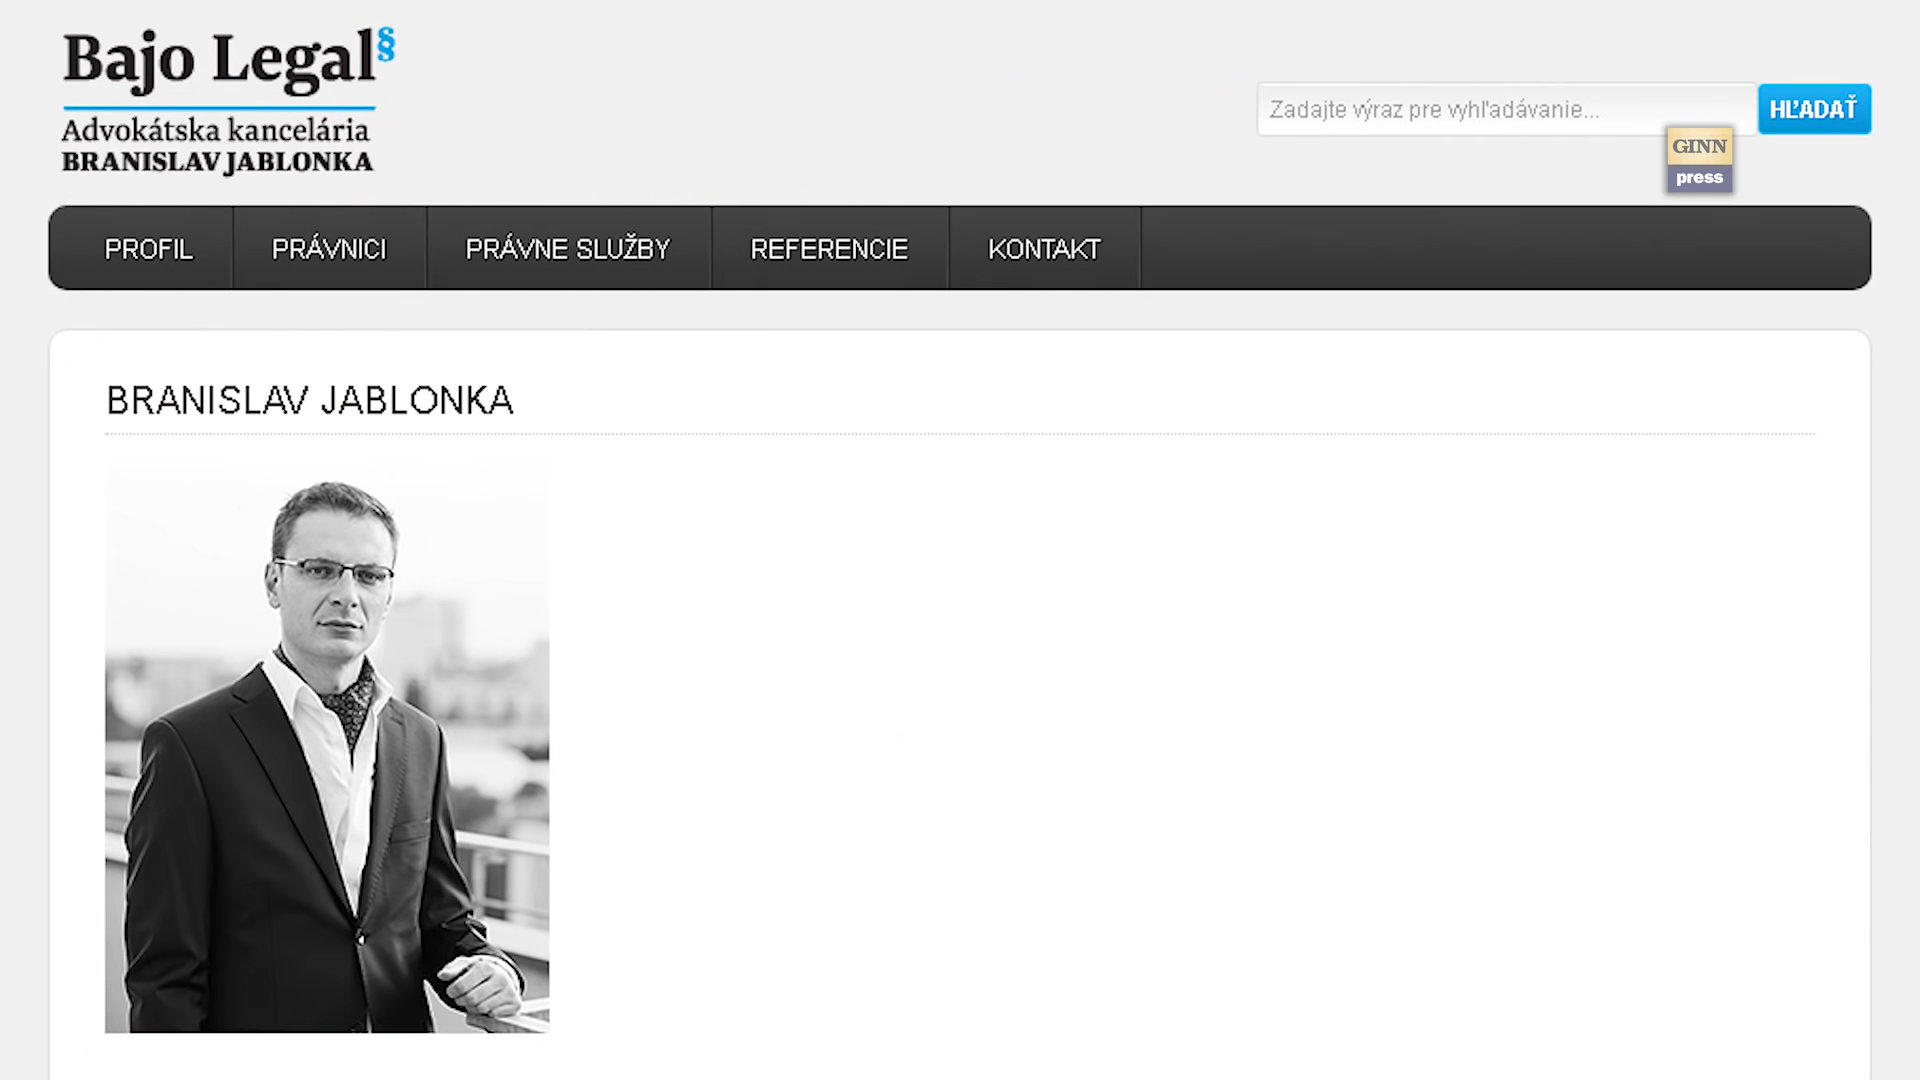 Bajo Legal§
Advokátska kancelária
BRANISLAV JABLONKA
Zadajte výraz pre vyhľadávanie...
HĽADAŤ
GINN
press
PROFIL
PRÁVNICI
PRÁVNE SLUŽBY
REFERENCIE
KONTAKT
BRANISLAV JABLONKA